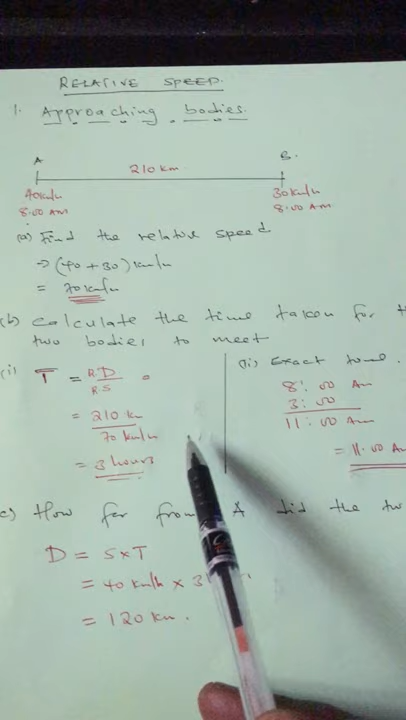 RELATIVE SPEED.
1. Approaching bodies.
A B.
210 km
40km/h 30km/h
8.00 Am 8.00 Am
(a) Find the relative speed
→ (40 + 30) km/h
= 70km/h
(b) Calculate the time taken for
two bodies to meet
(i) T = RD/RS =
= 210 km
70 km/h
= 3 hours
(ii) Exact time.
8:00 Am
3:00
11:00 Am
= 11.00 Am
c) How far from A did the two
D = S×T
= 40 km/h × 3
= 120 km.